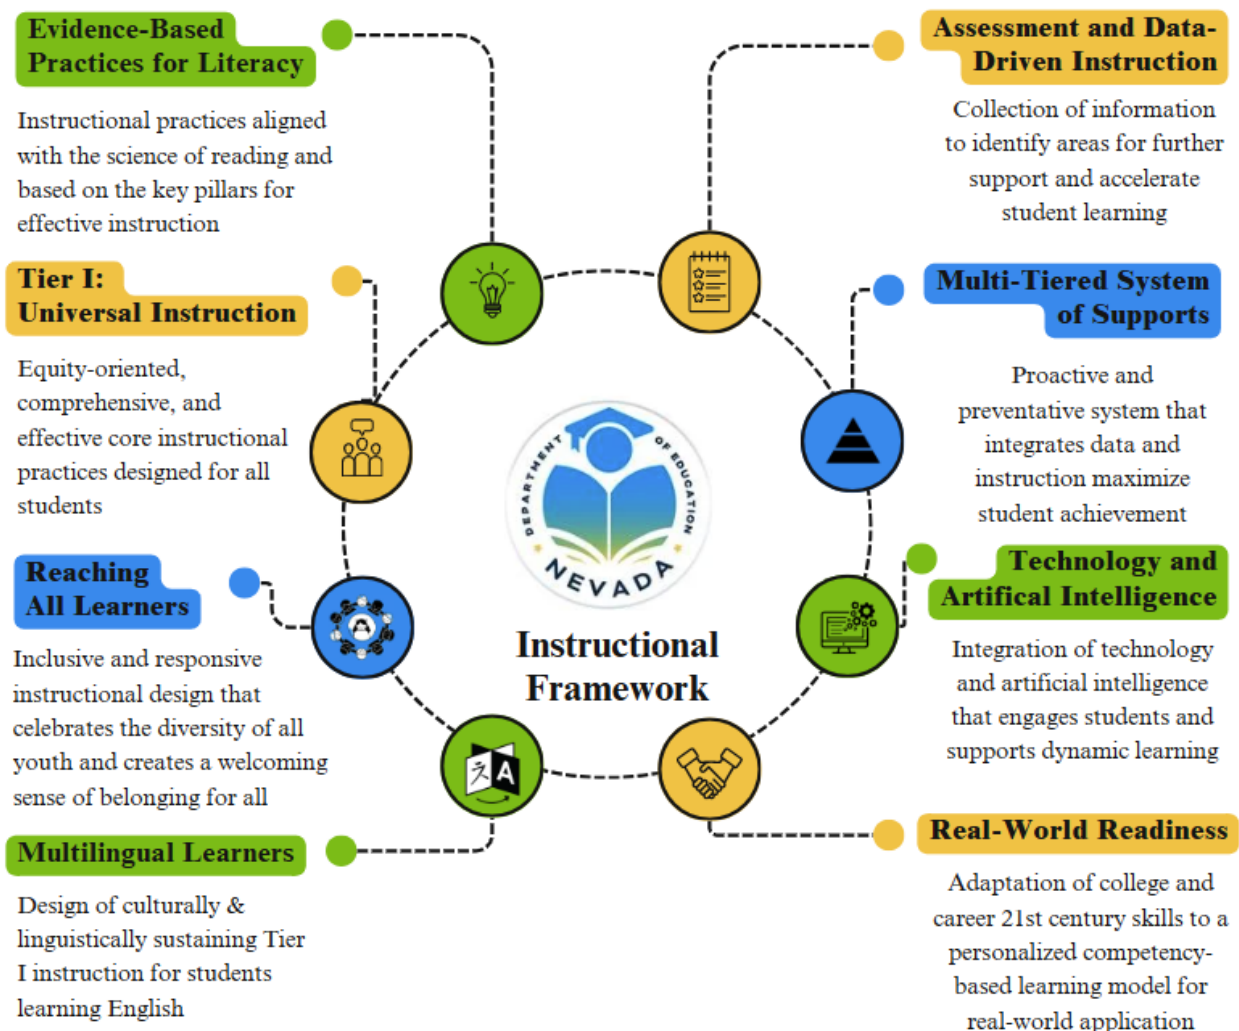 Evidence-Based
Practices for Literacy
Instructional practices aligned
with the science of reading and
based on the key pillars for
effective instruction
Tier I:
Universal Instruction
Equity-oriented,
comprehensive, and
effective core instructional
practices designed for all
students
Reaching
All Learners
Inclusive and responsive
instructional design that
celebrates the diversity of all
youth and creates a welcoming
sense of belonging for all
Multilingual Learners
Design of culturally &
linguistically sustaining Tier
I instruction for students
learning English
DEPARTMENT OF EDUCATION
NEVADA
Instructional
Framework
A
Assessment and Data-
Driven Instruction
Collection of information
to identify areas for further
support and accelerate
student learning
Multi-Tiered System
of Supports
Proactive and
preventative system that
integrates data and
instruction maximize
student achievement
Technology and
Artifical Intelligence
Integration of technology
and artificial intelligence
that engages students and
supports dynamic learning
Real-World Readiness
Adaptation of college and
career 21st century skills to a
personalized competency-
based learning model for
real-world application